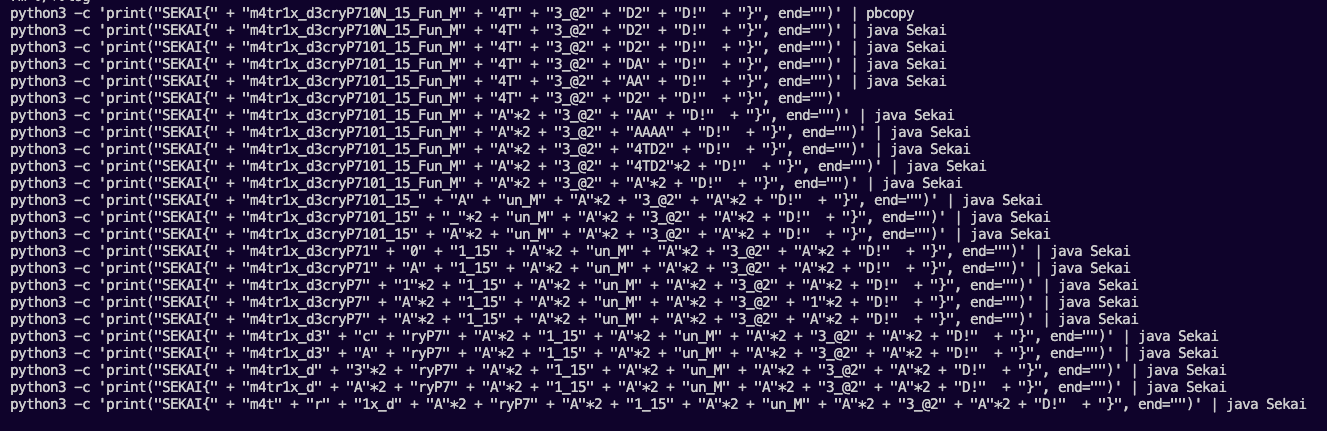 python3 -c 'print("SEKAI{" + "m4tr1x_d3cryP710N_15_Fun_M" + "4T" + "3_@2" + "D2" + "D!"  + "}", end="")' | pbcopy
python3 -c 'print("SEKAI{" + "m4tr1x_d3cryP710N_15_Fun_M" + "4T" + "3_@2" + "D2" + "D!"  + "}", end="")' | java Sekai
python3 -c 'print("SEKAI{" + "m4tr1x_d3cryP7101_15_Fun_M" + "4T" + "3_@2" + "D2" + "D!"  + "}", end="")' | java Sekai
python3 -c 'print("SEKAI{" + "m4tr1x_d3cryP7101_15_Fun_M" + "4T" + "3_@2" + "DA" + "D!"  + "}", end="")' | java Sekai
python3 -c 'print("SEKAI{" + "m4tr1x_d3cryP7101_15_Fun_M" + "4T" + "3_@2" + "AA" + "D!"  + "}", end="")' | java Sekai
python3 -c 'print("SEKAI{" + "m4tr1x_d3cryP7101_15_Fun_M" + "4T" + "3_@2" + "D2" + "D!"  + "}", end="")'
python3 -c 'print("SEKAI{" + "m4tr1x_d3cryP7101_15_Fun_M" + "A"*2 + "3_@2" + "AA" + "D!"  + "}", end="")' | java Sekai
python3 -c 'print("SEKAI{" + "m4tr1x_d3cryP7101_15_Fun_M" + "A"*2 + "3_@2" + "AAAA" + "D!"  + "}", end="")' | java Sekai
python3 -c 'print("SEKAI{" + "m4tr1x_d3cryP7101_15_Fun_M" + "A"*2 + "3_@2" + "4TD2" + "D!"  + "}", end="")' | java Sekai
python3 -c 'print("SEKAI{" + "m4tr1x_d3cryP7101_15_Fun_M" + "A"*2 + "3_@2" + "4TD2"*2 + "D!"  + "}", end="")' | java Sekai
python3 -c 'print("SEKAI{" + "m4tr1x_d3cryP7101_15_Fun_M" + "A"*2 + "3_@2" + "A"*2 + "D!"  + "}", end="")' | java Sekai
python3 -c 'print("SEKAI{" + "m4tr1x_d3cryP7101_15_" + "A" + "un_M" + "A"*2 + "3_@2" + "A"*2 + "D!"  + "}", end="")' | java Sekai
python3 -c 'print("SEKAI{" + "m4tr1x_d3cryP7101_15" + "_"*2 + "un_M" + "A"*2 + "3_@2" + "A"*2 + "D!"  + "}", end="")' | java Sekai
python3 -c 'print("SEKAI{" + "m4tr1x_d3cryP7101_15" + "A"*2 + "un_M" + "A"*2 + "3_@2" + "A"*2 + "D!"  + "}", end="")' | java Sekai
python3 -c 'print("SEKAI{" + "m4tr1x_d3cryP71" + "0" + "1_15" + "A"*2 + "un_M" + "A"*2 + "3_@2" + "A"*2 + "D!"  + "}", end="")' | java Sekai
python3 -c 'print("SEKAI{" + "m4tr1x_d3cryP71" + "A" + "1_15" + "A"*2 + "un_M" + "A"*2 + "3_@2" + "A"*2 + "D!"  + "}", end="")' | java Sekai
python3 -c 'print("SEKAI{" + "m4tr1x_d3cryP7" + "1"*2 + "1_15" + "A"*2 + "un_M" + "A"*2 + "3_@2" + "A"*2 + "D!"  + "}", end="")' | java Sekai
python3 -c 'print("SEKAI{" + "m4tr1x_d3cryP7" + "A"*2 + "1_15" + "A"*2 + "un_M" + "A"*2 + "3_@2" + "1"*2 + "D!"  + "}", end="")' | java Sekai
python3 -c 'print("SEKAI{" + "m4tr1x_d3cryP7" + "A"*2 + "1_15" + "A"*2 + "un_M" + "A"*2 + "3_@2" + "A"*2 + "D!"  + "}", end="")' | java Sekai
python3 -c 'print("SEKAI{" + "m4tr1x_d3" + "c" + "ryP7" + "A"*2 + "1_15" + "A"*2 + "un_M" + "A"*2 + "3_@2" + "A"*2 + "D!"  + "}", end="")' | java Sekai
python3 -c 'print("SEKAI{" + "m4tr1x_d3" + "A" + "ryP7" + "A"*2 + "1_15" + "A"*2 + "un_M" + "A"*2 + "3_@2" + "A"*2 + "D!"  + "}", end="")' | java Sekai
python3 -c 'print("SEKAI{" + "m4tr1x_d" + "3"*2 + "ryP7" + "A"*2 + "1_15" + "A"*2 + "un_M" + "A"*2 + "3_@2" + "A"*2 + "D!"  + "}", end="")' | java Sekai
python3 -c 'print("SEKAI{" + "m4tr1x_d" + "A"*2 + "ryP7" + "A"*2 + "1_15" + "A"*2 + "un_M" + "A"*2 + "3_@2" + "A"*2 + "D!"  + "}", end="")' | java Sekai
python3 -c 'print("SEKAI{" + "m4t" + "r" + "1x_d" + "A"*2 + "ryP7" + "A"*2 + "1_15" + "A"*2 + "un_M" + "A"*2 + "3_@2" + "A"*2 + "D!"  + "}", end="")' | java Sekai